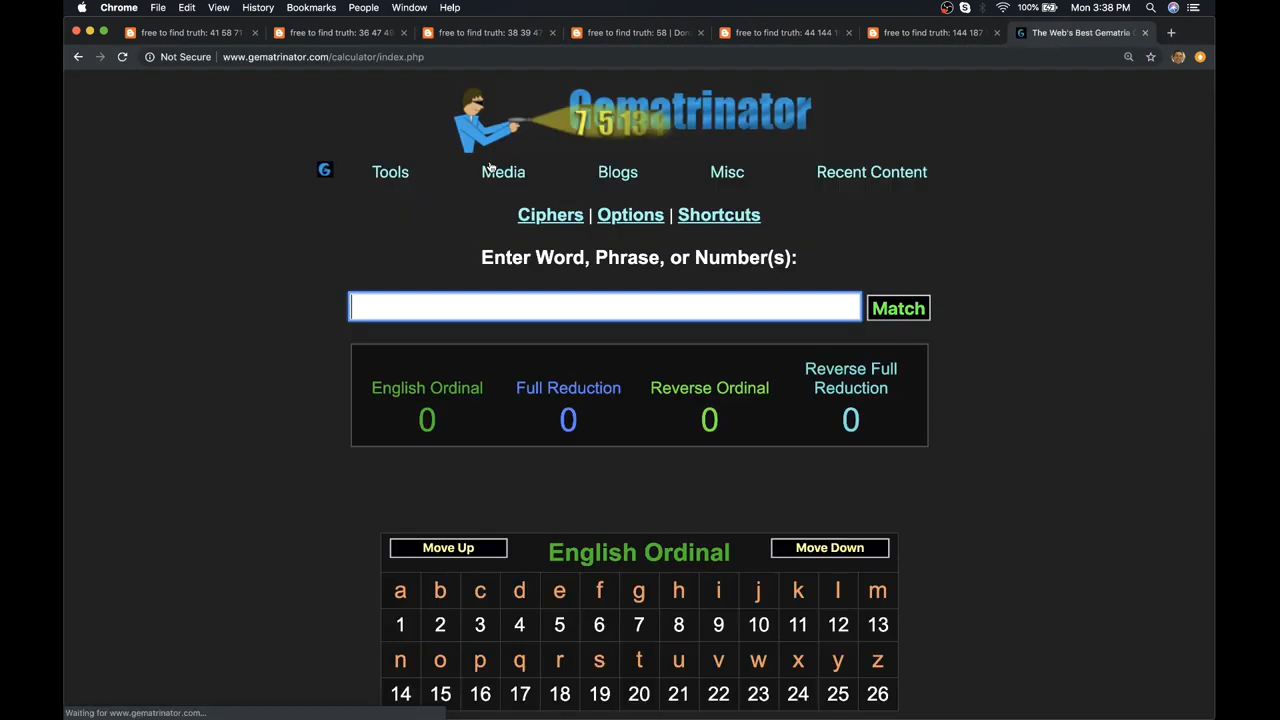 Chrome File Edit View History Bookmarks People Window Help 100% Mon 3:38 PM
free to find truth: 41 58 71 free to find truth: 36 47 49 free to find truth: 38 39 47 free to find truth: 58 | Don free to find truth: 44 144 1 free to find truth: 144 187 The Web's Best Gematria
Not Secure www.gematrinator.com/calculator/index.php
Gematrinator
7 5 13
G Tools Media Blogs Misc Recent Content
Ciphers | Options | Shortcuts
Enter Word, Phrase, or Number(s):
Match
English Ordinal Full Reduction Reverse Ordinal Reverse Full Reduction
0 0 0 0
Move Up English Ordinal Move Down
a b c d e f g h i j k l m
1 2 3 4 5 6 7 8 9 10 11 12 13
n o p q r s t u v w x y z
14 15 16 17 18 19 20 21 22 23 24 25 26
Waiting for www.gematrinator.com...